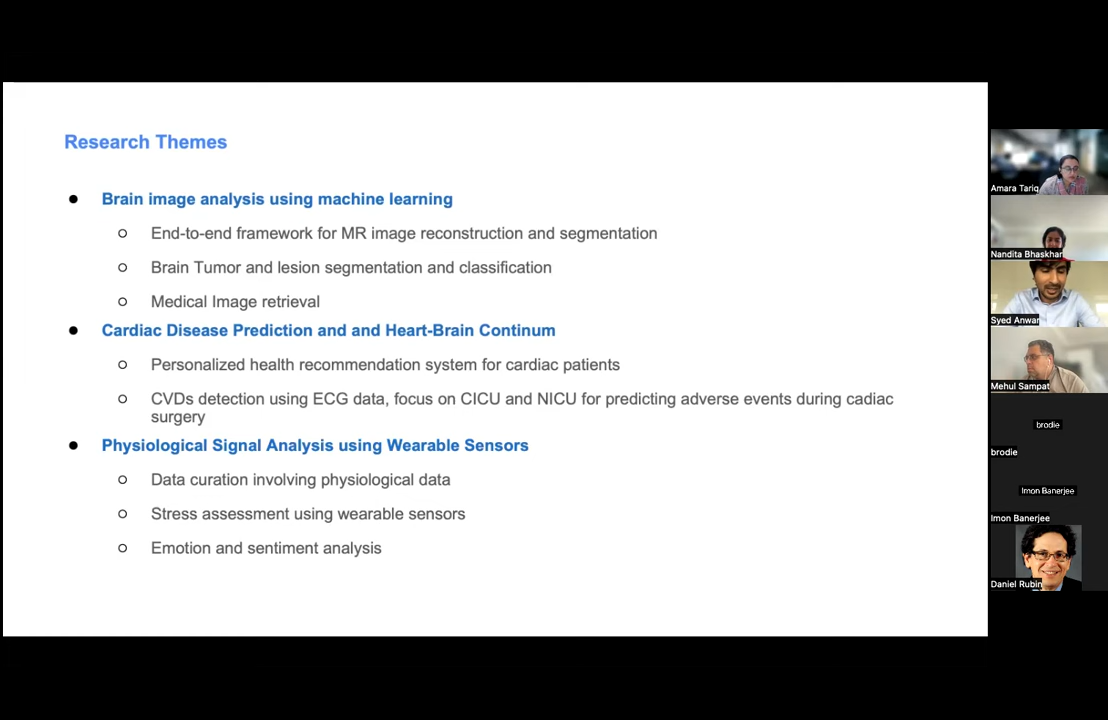 Research Themes
● Brain image analysis using machine learning
○ End-to-end framework for MR image reconstruction and segmentation
○ Brain Tumor and lesion segmentation and classification
○ Medical Image retrieval
● Cardiac Disease Prediction and and Heart-Brain Continum
○ Personalized health recommendation system for cardiac patients
○ CVDs detection using ECG data, focus on CICU and NICU for predicting adverse events during cadiac
surgery
● Physiological Signal Analysis using Wearable Sensors
○ Data curation involving physiological data
○ Stress assessment using wearable sensors
○ Emotion and sentiment analysis
Amara Tariq
Nandita Bhaskhar
Syed Anwar
Mehul Sampat
brodie
brodie
Imon Banerjee
Imon Banerjee
Daniel Rubin